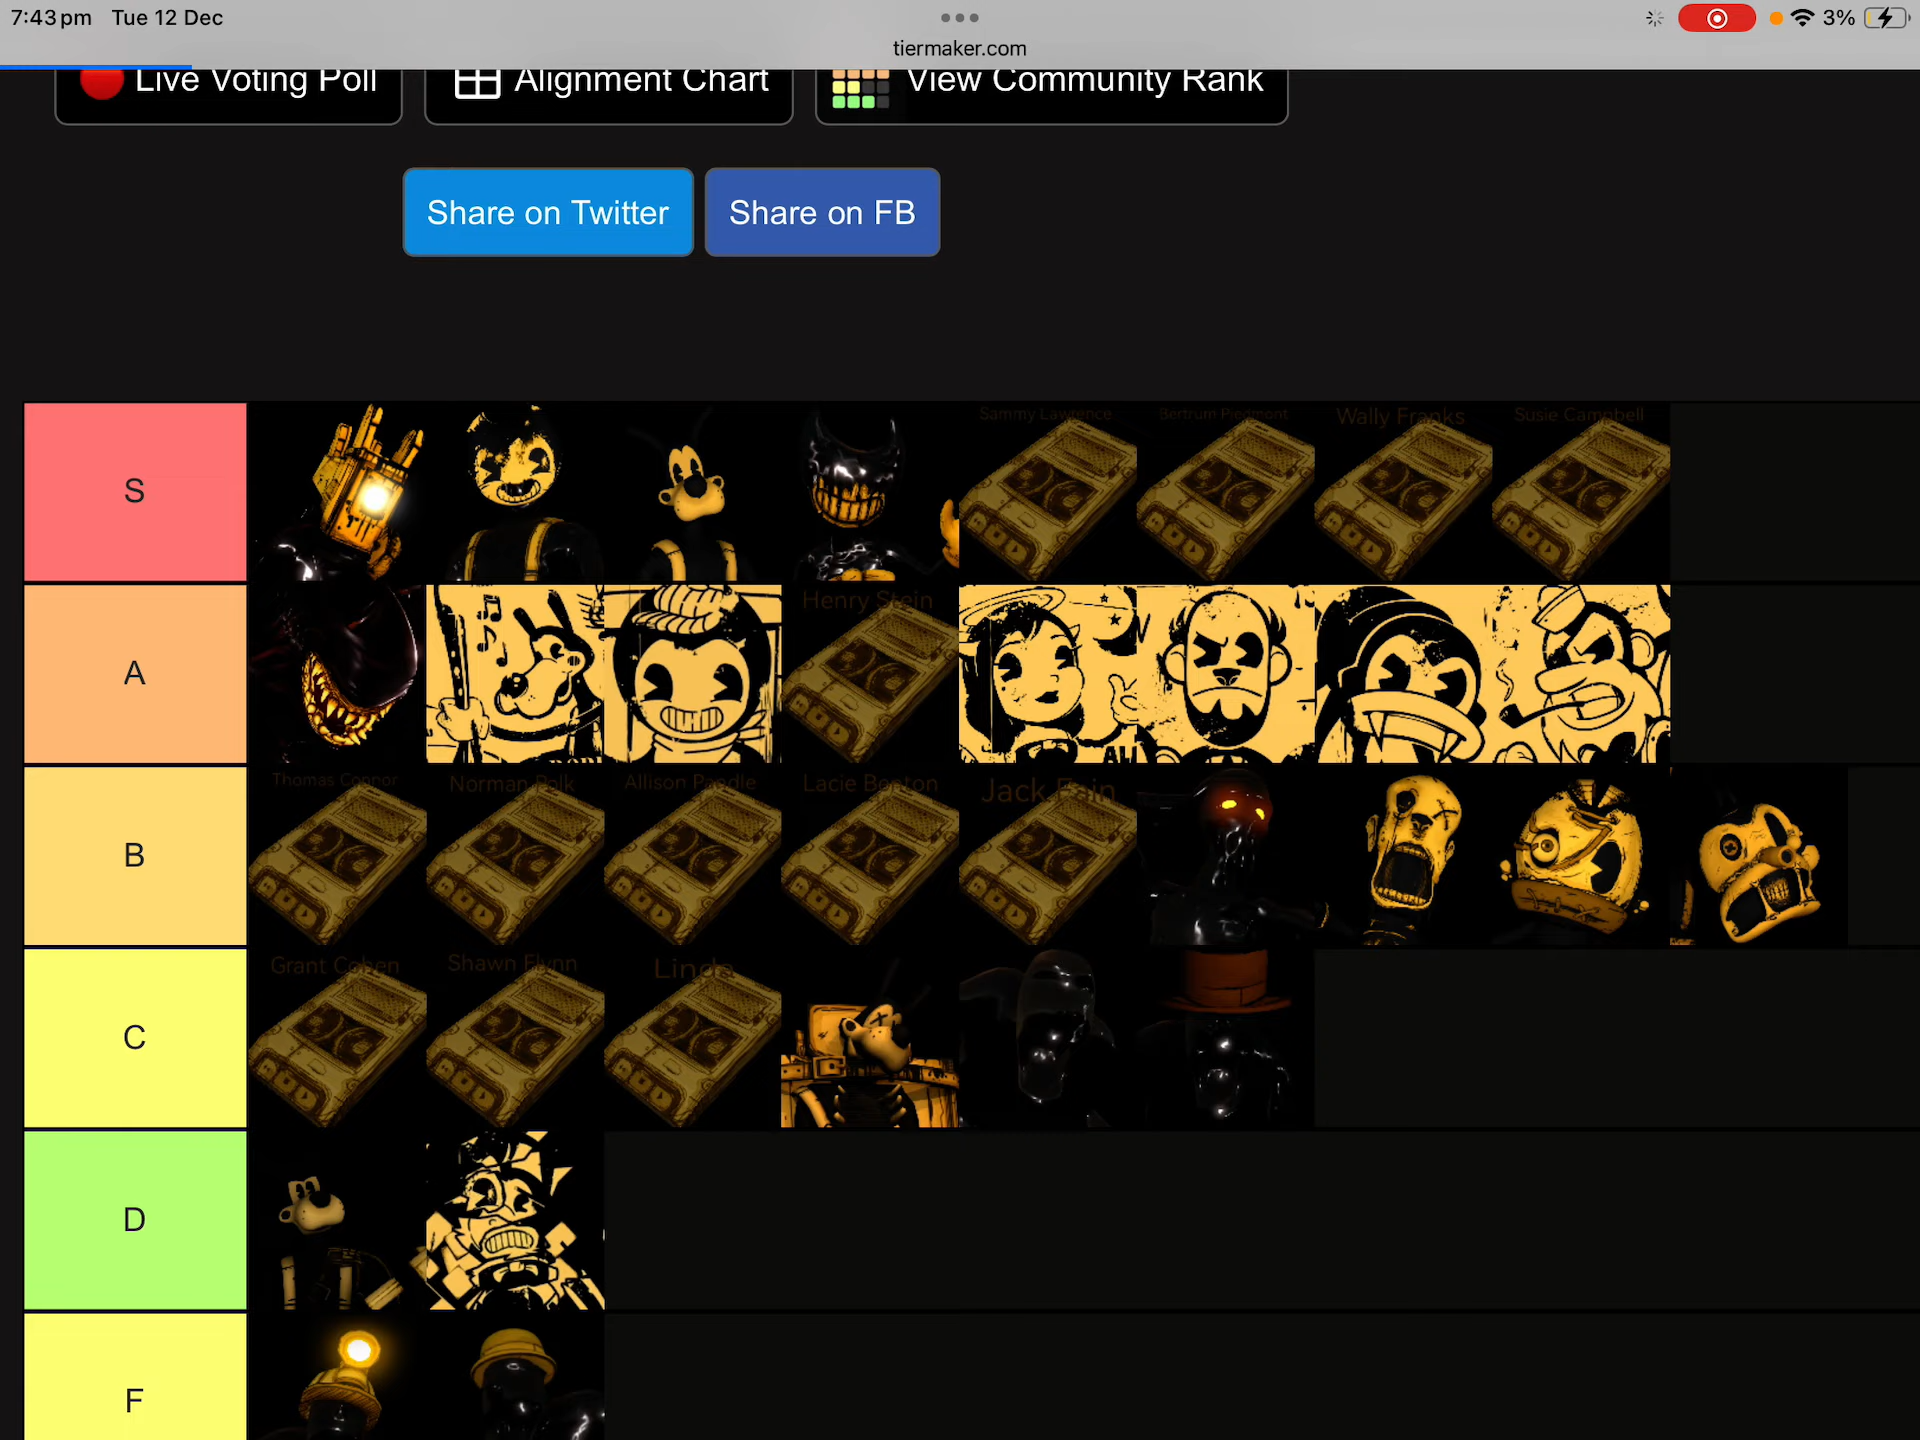 7:43 pm Tue 12 Dec
3%
tiermaker.com
Live Voting Poll
Alignment Chart
View Community Rank
Share on Twitter
Share on FB
S
Sammy Lawrence
Bertrum Piedmont
Wally Franks
Susie Campbell
A
Henry Stein
B
Thomas Connor
Norman Polk
Allison Pendle
Lacie Benton
Jack Fain
C
Grant Cohen
Shawn Flynn
Linda
D
F